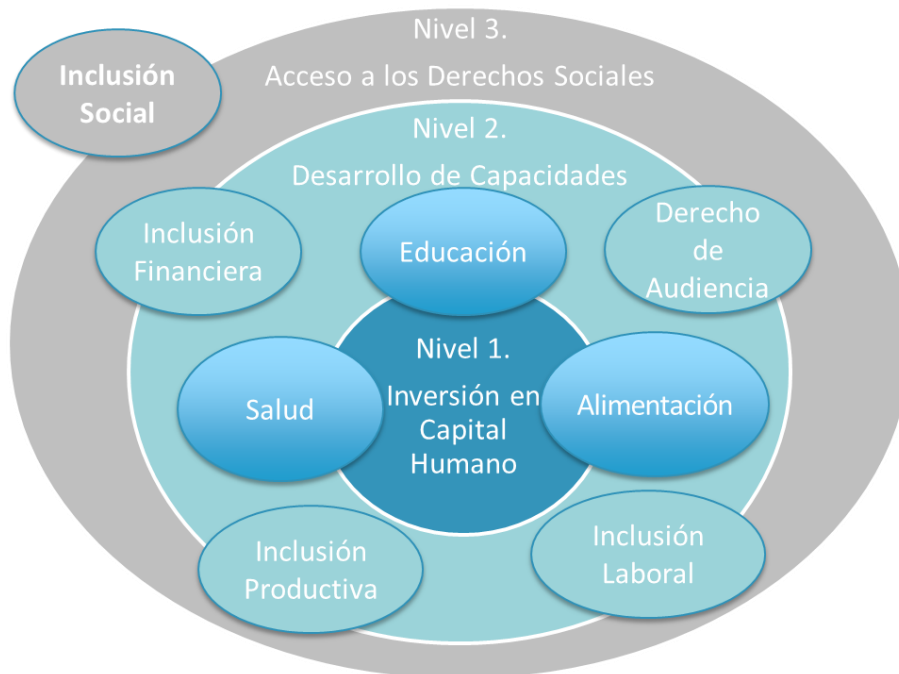 Nivel 3.
Acceso a los Derechos Sociales
Inclusión
Social
Nivel 2.
Desarrollo de Capacidades
Inclusión
Financiera
Educación
Derecho
de
Audiencia
Nivel 1.
Inversión en
Capital
Humano
Salud
Alimentación
Inclusión
Productiva
Inclusión
Laboral